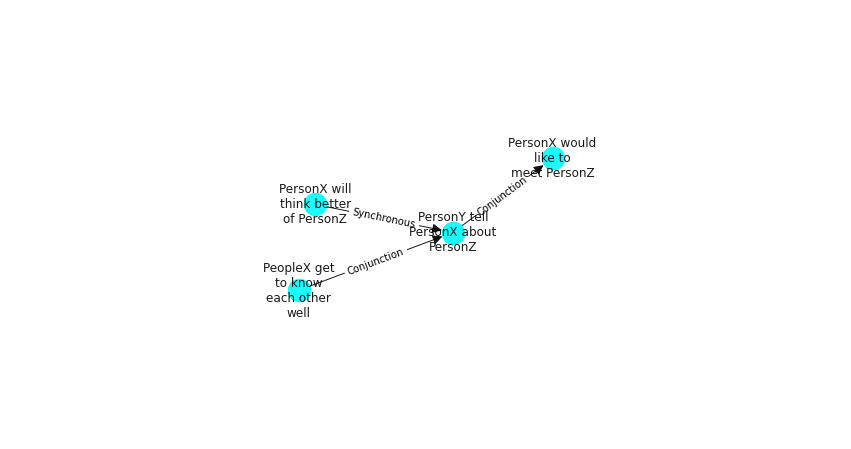 PersonX would
like to
meet PersonZ
Conjunction
PersonX will
think better
of PersonZ
Synchronous
PersonY tell
PersonX about
PersonZ
Conjunction
PeopleX get
to know
each other
well